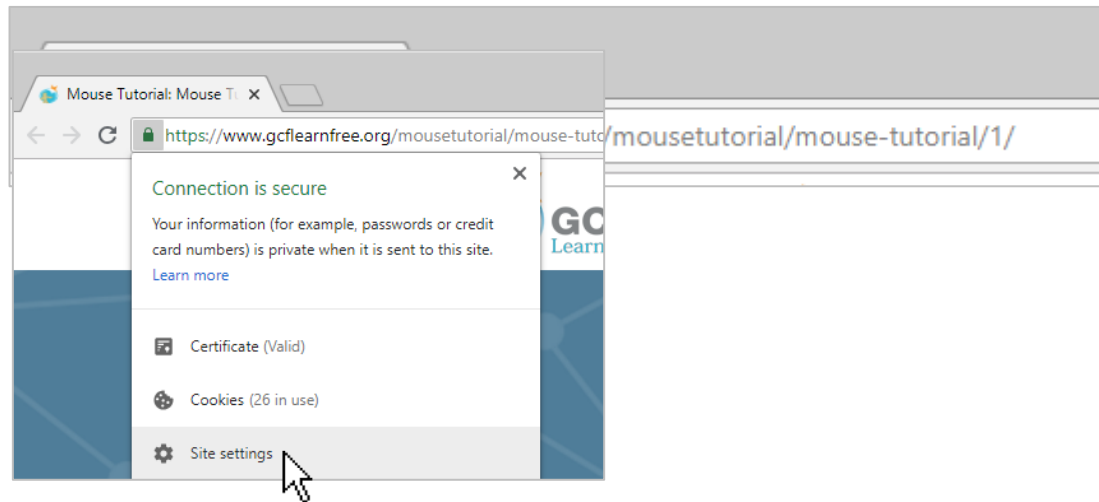 Mouse Tutorial: Mouse T
https://www.gcflearnfree.org/mousetutorial/mouse-tuto
/mousetutorial/mouse-tutorial/1/
Connection is secure
Your information (for example, passwords or credit
card numbers) is private when it is sent to this site.
Learn more
GC
Learn
Certificate (Valid)
Cookies (26 in use)
Site settings